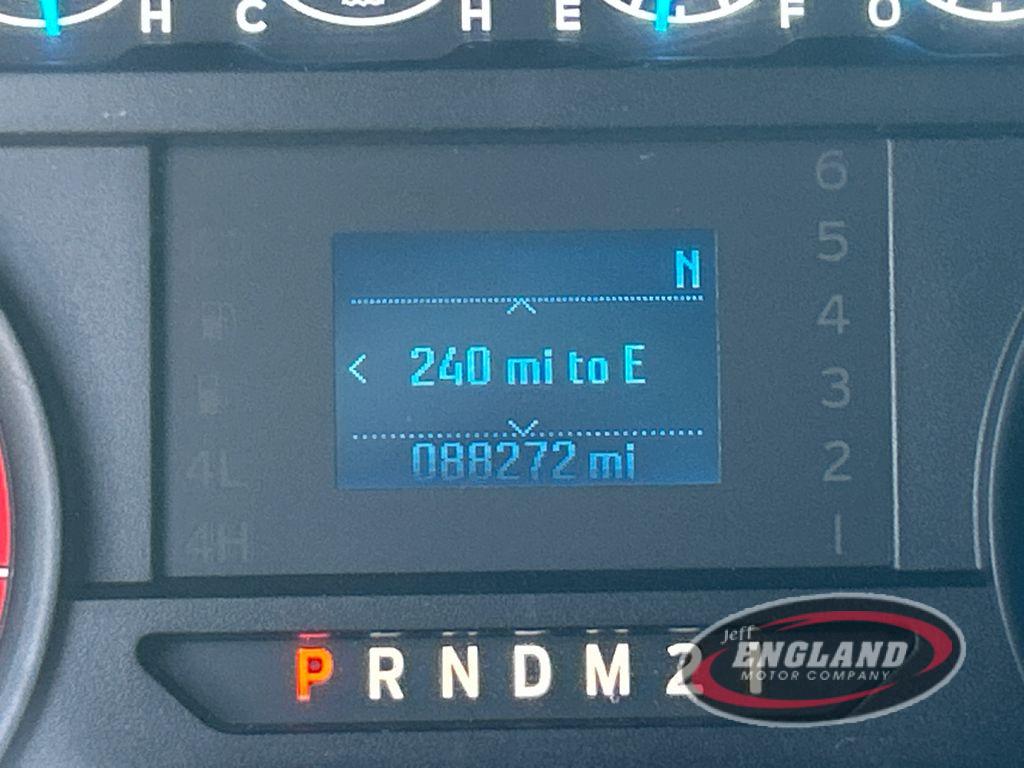 H C H E F O
6
N
5
4
240 mi to E
3
088272 mi
4L
2
4H
1
P R N D M 2 1
Jeff
ENGLAND
MOTOR COMPANY